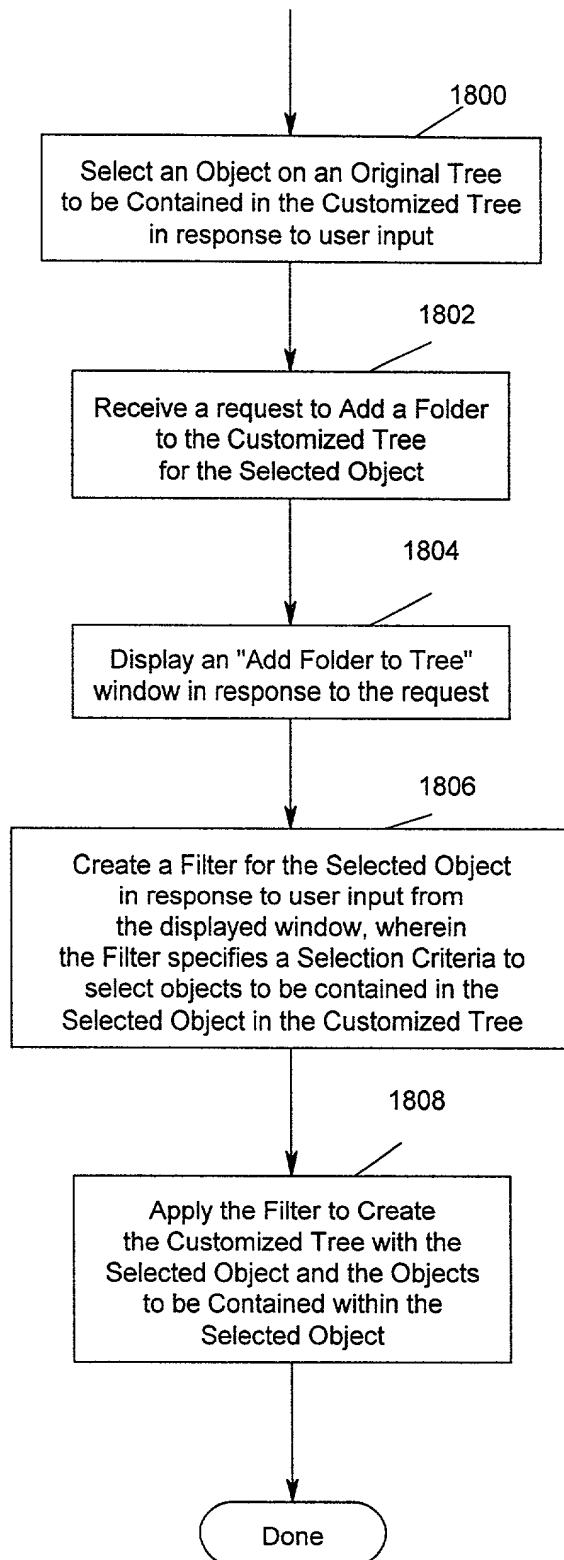 1800
Select an Object on an Original Tree
to be Contained in the Customized Tree
in response to user input
1802
Receive a request to Add a Folder
to the Customized Tree
for the Selected Object
1804
Display an "Add Folder to Tree"
window in response to the request
1806
Create a Filter for the Selected Object
in response to user input from
the displayed window, wherein
the Filter specifies a Selection Criteria to
select objects to be contained in the
Selected Object in the Customized Tree
1808
Apply the Filter to Create
the Customized Tree with the
Selected Object and the Objects
to be Contained within the
Selected Object
Done